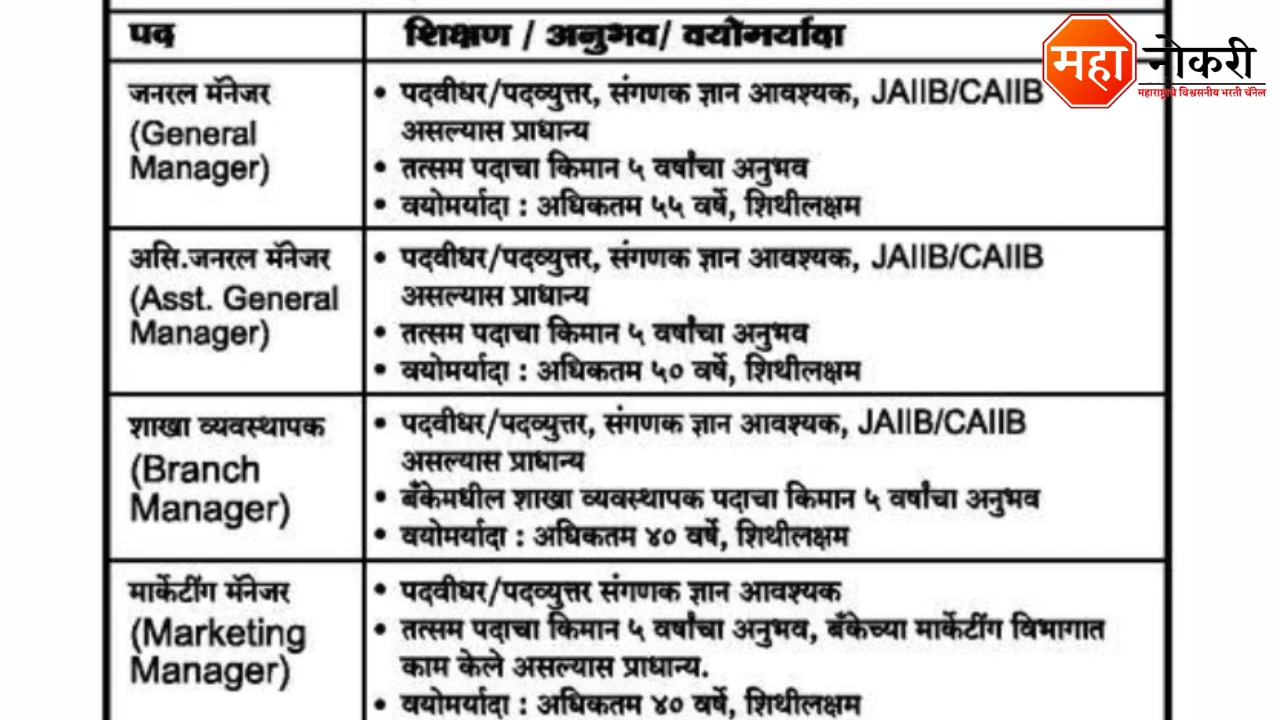 पद
शिक्षण / अनुभव/ वयोमर्यादा
महा नोकरी
महाराष्ट्राचे विश्वसनीय भरती चॅनेल
जनरल मॅनेजर
(General
Manager)
• पदवीधर/पदव्युत्तर, संगणक ज्ञान आवश्यक, JAIIB/CAIIB
असल्यास प्राधान्य
• तत्सम पदाचा किमान ५ वर्षांचा अनुभव
• वयोमर्यादा : अधिकतम ५५ वर्षे, शिथीलक्षम
असि.जनरल मॅनेजर
(Asst. General
Manager)
• पदवीधर/पदव्युत्तर, संगणक ज्ञान आवश्यक, JAIIB/CAIIB
असल्यास प्राधान्य
• तत्सम पदाचा किमान ५ वर्षांचा अनुभव
• वयोमर्यादा : अधिकतम ५० वर्षे, शिथीलक्षम
शाखा व्यवस्थापक
(Branch
Manager)
• पदवीधर/पदव्युत्तर, संगणक ज्ञान आवश्यक, JAIIB/CAIIB
असल्यास प्राधान्य
• बँकेमधील शाखा व्यवस्थापक पदाचा किमान ५ वर्षांचा अनुभव
• वयोमर्यादा : अधिकतम ४० वर्षे, शिथीलक्षम
मार्केटींग मॅनेजर
(Marketing
Manager)
• पदवीधर/पदव्युत्तर संगणक ज्ञान आवश्यक
• तत्सम पदाचा किमान ५ वर्षांचा अनुभव, बँकेच्या मार्केटींग विभागात
काम केले असल्यास प्राधान्य.
• वयोमर्यादा : अधिकतम ४० वर्षे, शिथीलक्षम